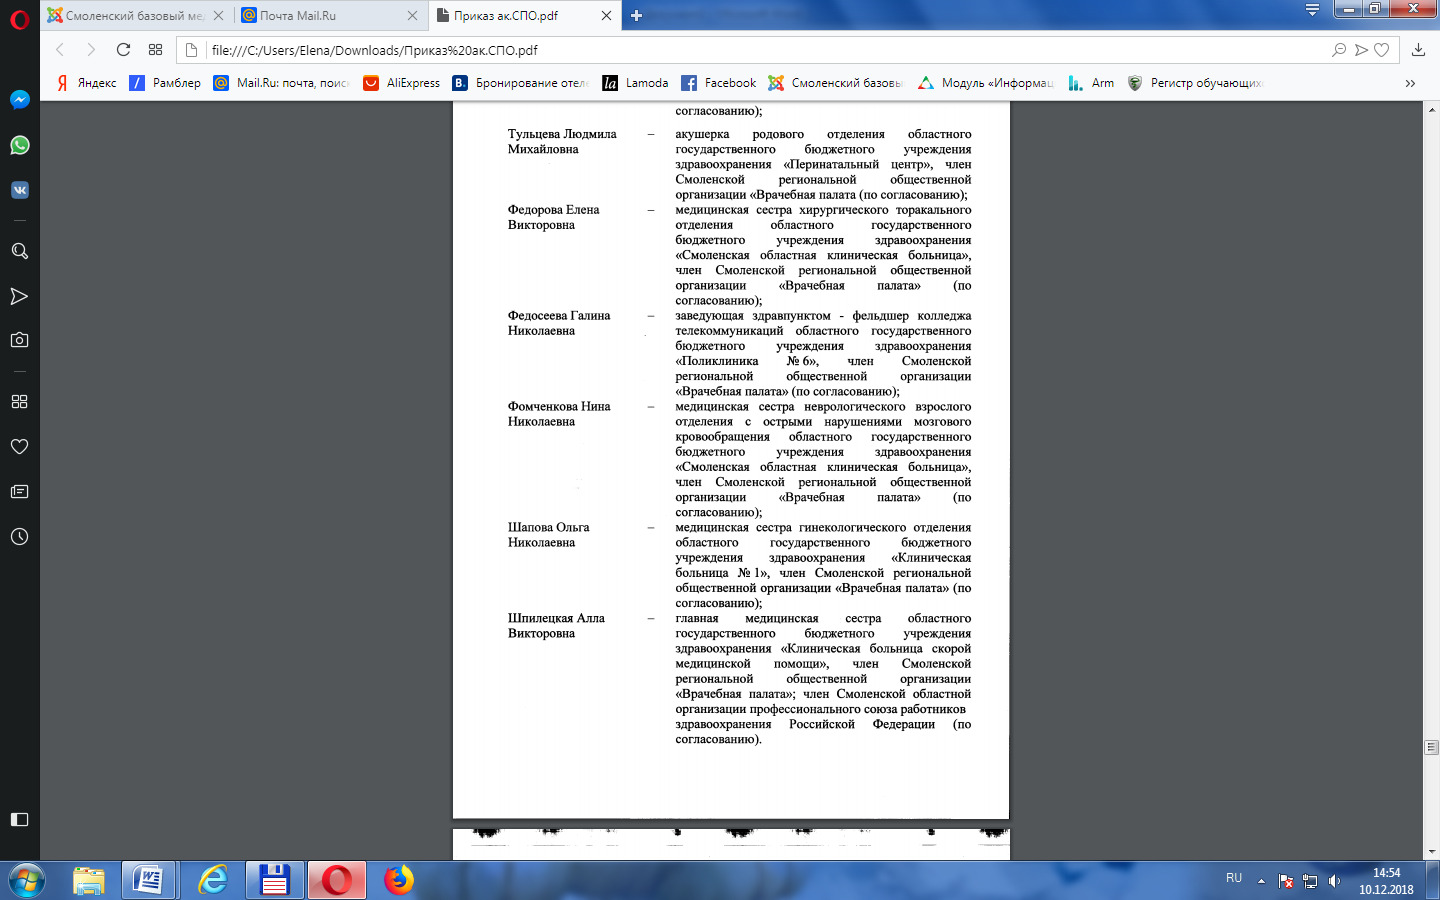 Смоленский базовый ме
Почта Mail.Ru
Приказ ак.СПО.pdf
file:///C:/Users/Elena/Downloads/Приказ%20ак.СПО.pdf
Яндекс
Рамблер
Mail.Ru: почта, поиск
AliExpress
Бронирование отеле
Lamoda
Facebook
Смоленский базовы
Модуль «Информац
Arm
Регистр обучающихс
согласованию);
Тульцева Людмила – акушерка родового отделения областного
Михайловна государственного бюджетного учреждения
здравоохранения «Перинатальный центр», член
Смоленской региональной общественной
организации «Врачебная палата (по согласованию);
Федорова Елена – медицинская сестра хирургического торакального
Викторовна отделения областного государственного
бюджетного учреждения здравоохранения
«Смоленская областная клиническая больница»,
член Смоленской региональной общественной
организации «Врачебная палата» (по
согласованию);
Федосеева Галина – заведующая здравпунктом - фельдшер колледжа
Николаевна телекоммуникаций областного государственного
бюджетного учреждения здравоохранения
«Поликлиника № 6», член Смоленской
региональной общественной организации
«Врачебная палата» (по согласованию);
Фомченкова Нина – медицинская сестра неврологического взрослого
Николаевна отделения с острыми нарушениями мозгового
кровообращения областного государственного
бюджетного учреждения здравоохранения
«Смоленская областная клиническая больница»,
член Смоленской региональной общественной
организации «Врачебная палата» (по
согласованию);
Шапова Ольга – медицинская сестра гинекологического отделения
Николаевна областного государственного бюджетного
учреждения здравоохранения «Клиническая
больница № 1», член Смоленской региональной
общественной организации «Врачебная палата» (по
согласованию);
Шпилецкая Алла – главная медицинская сестра областного
Викторовна государственного бюджетного учреждения
здравоохранения «Клиническая больница скорой
медицинской помощи», член Смоленской
региональной общественной организации
«Врачебная палата»; член Смоленской областной
организации профессионального союза работников
здравоохранения Российской Федерации (по
согласованию).
RU
14:54
10.12.2018